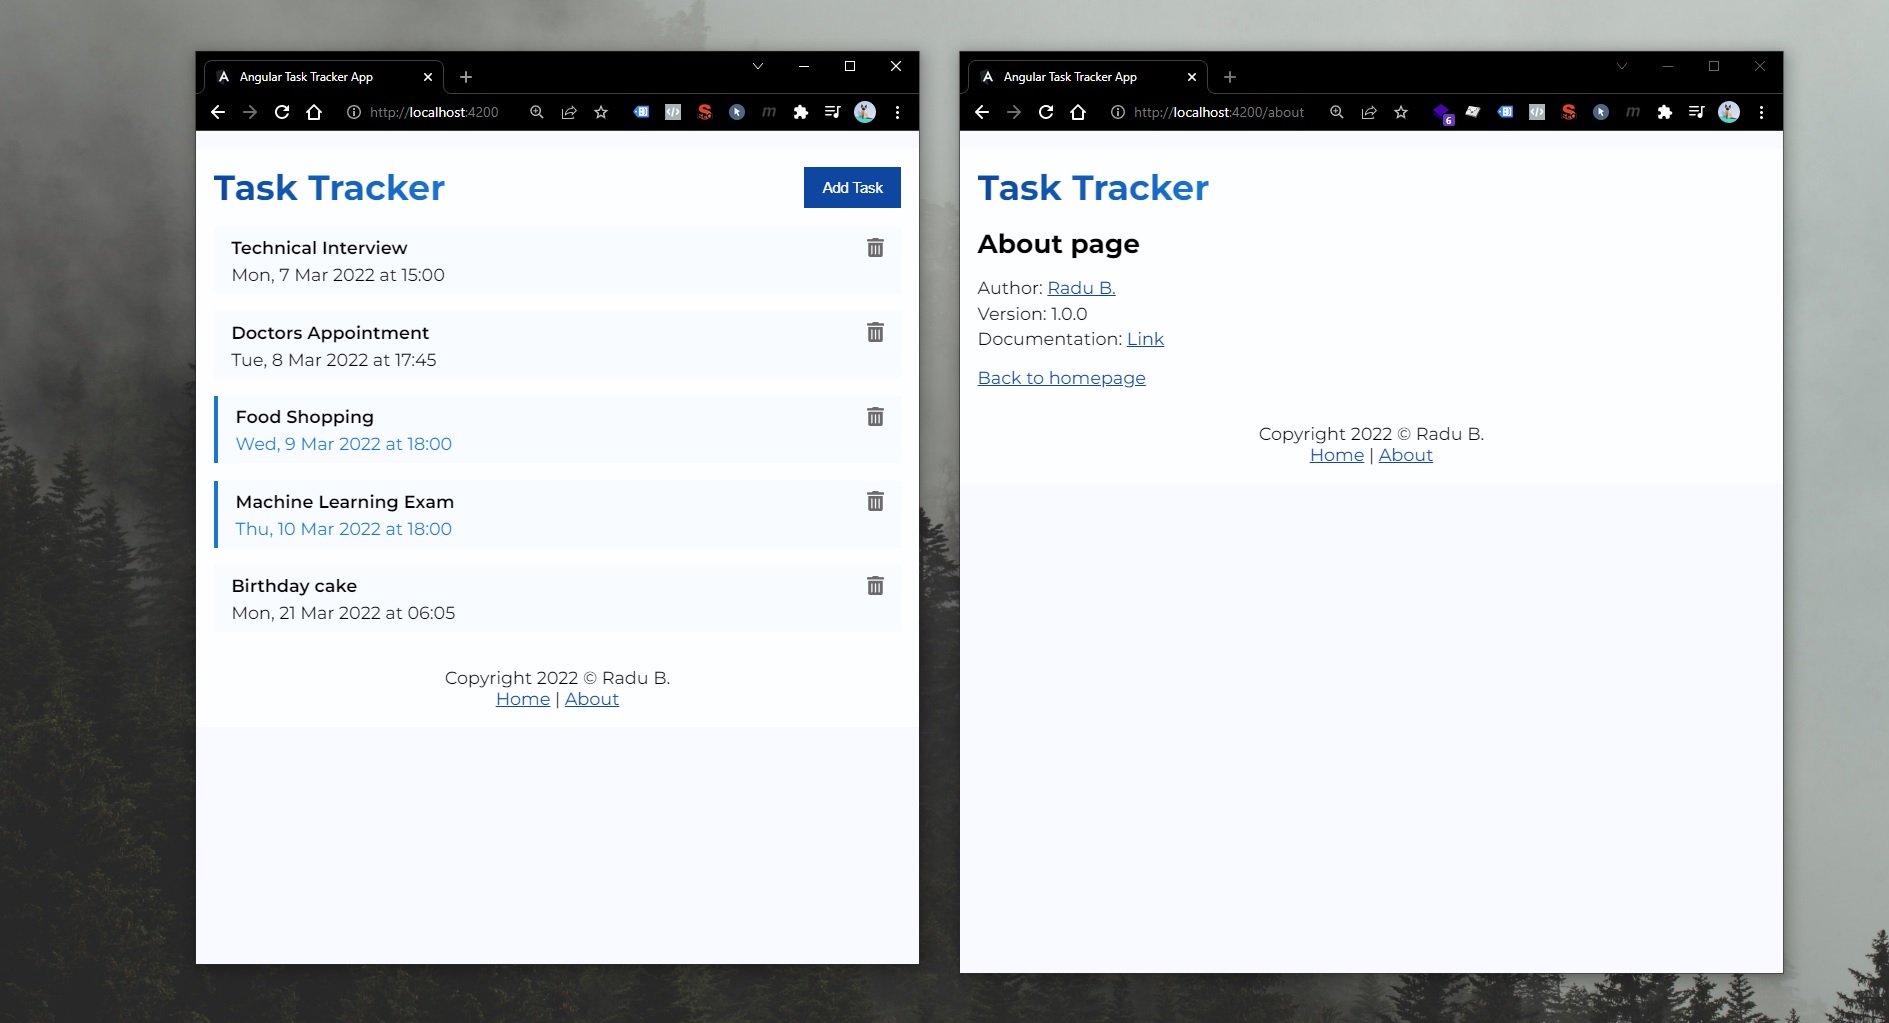 Angular Task Tracker App
http://localhost:4200
Task Tracker
Add Task
Technical Interview
Mon, 7 Mar 2022 at 15:00
Doctors Appointment
Tue, 8 Mar 2022 at 17:45
Food Shopping
Wed, 9 Mar 2022 at 18:00
Machine Learning Exam
Thu, 10 Mar 2022 at 18:00
Birthday cake
Mon, 21 Mar 2022 at 06:05
Copyright 2022 © Radu B.
Home | About
Angular Task Tracker App
http://localhost:4200/about
6
Task Tracker
About page
Author: Radu B.
Version: 1.0.0
Documentation: Link
Back to homepage
Copyright 2022 © Radu B.
Home | About